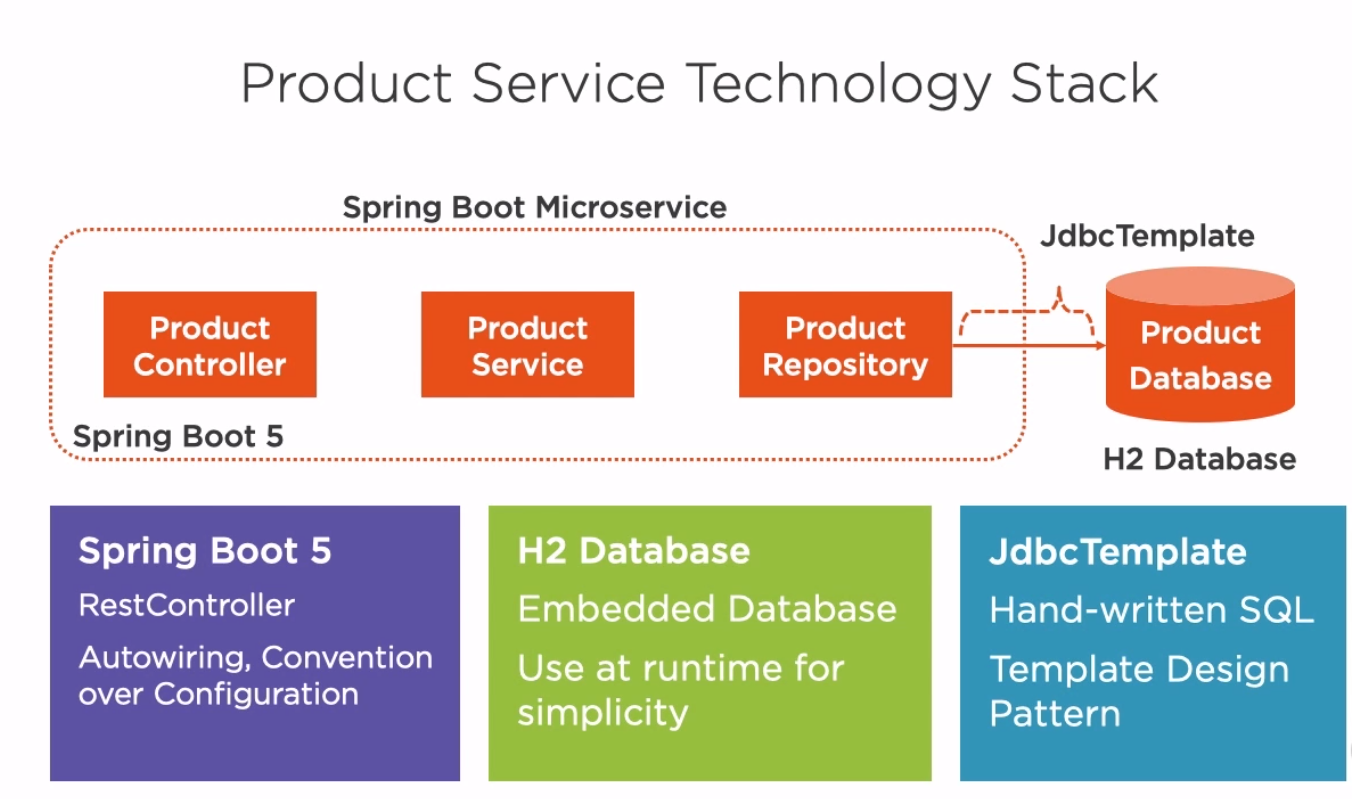 Product Service Technology Stack
Spring Boot Microservice
JdbcTemplate
Product
Controller
Product
Service
Product
Repository
Product
Database
Spring Boot 5
H2 Database
Spring Boot 5
RestController
Autowiring, Convention
over Configuration
H2 Database
Embedded Database
Use at runtime for
simplicity
JdbcTemplate
Hand-written SQL
Template Design
Pattern